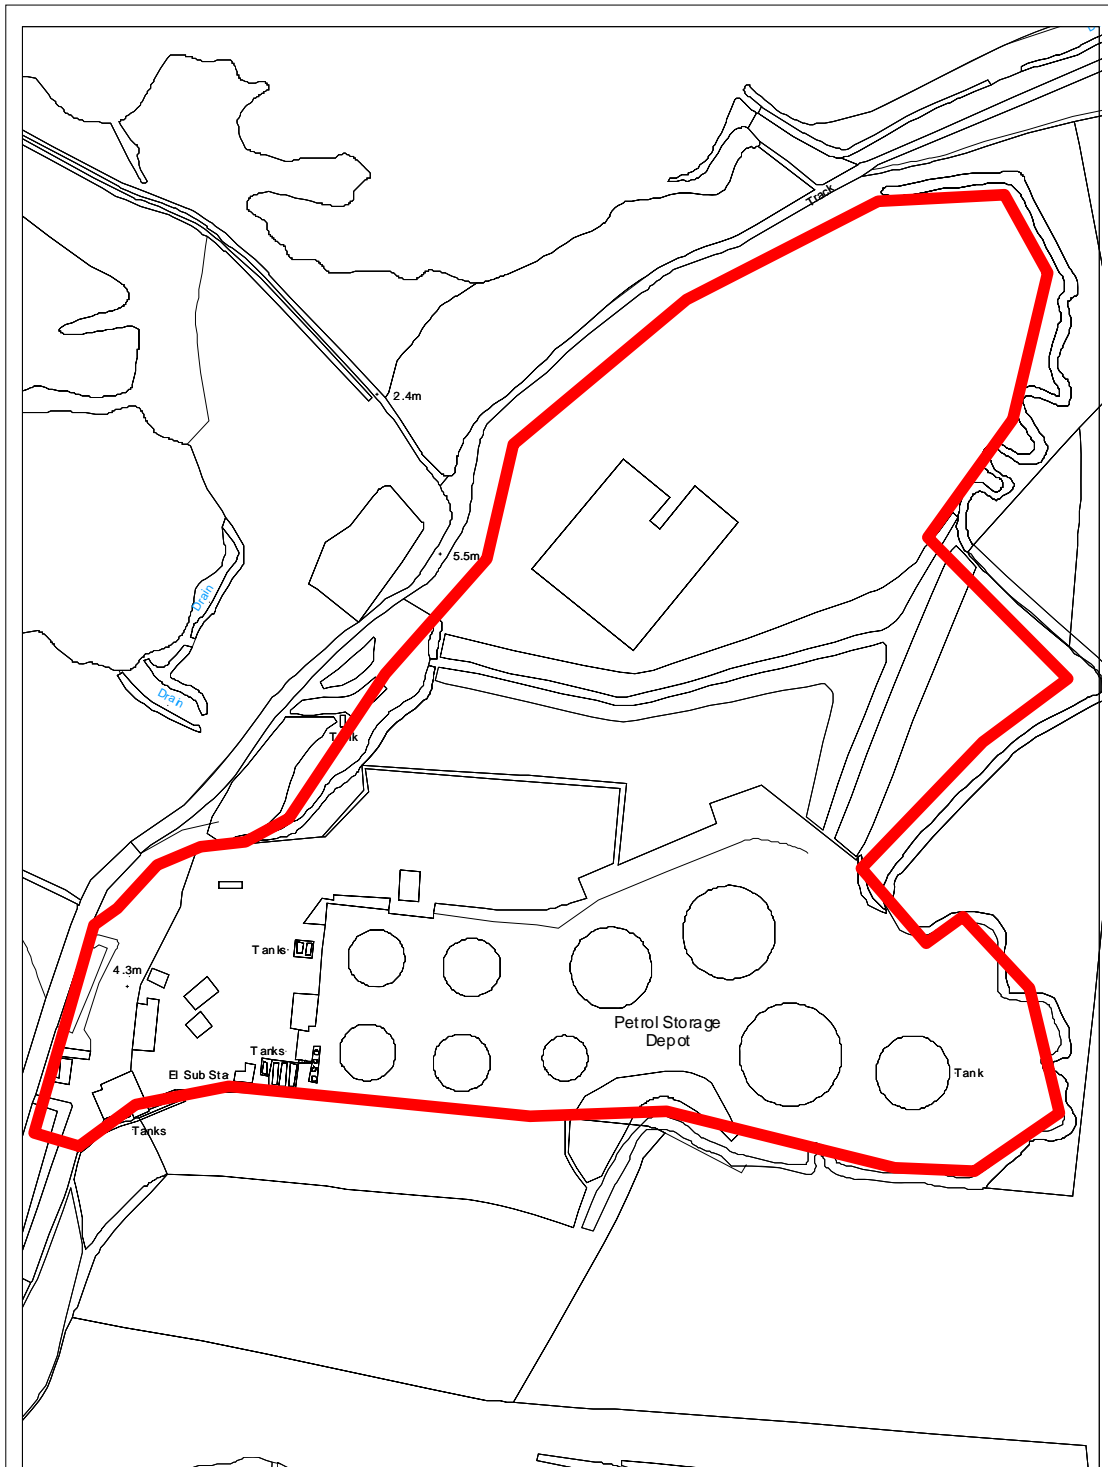 Track
2.4m
5.5m
Drain
Drain
Tank
Tanks
4.3m
Petrol Storage
Depot
Tanks
El Sub Sta
Tank
Tanks